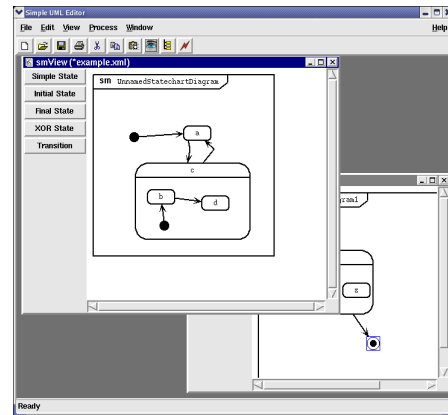 Simple UML Editor
File Edit View Process Window Help
smView (*example.xml)
Simple State
Initial State
Final State
XOR State
Transition
sm UnnamedStatechartDiagram
a
c
b
d
gram1
z
Ready